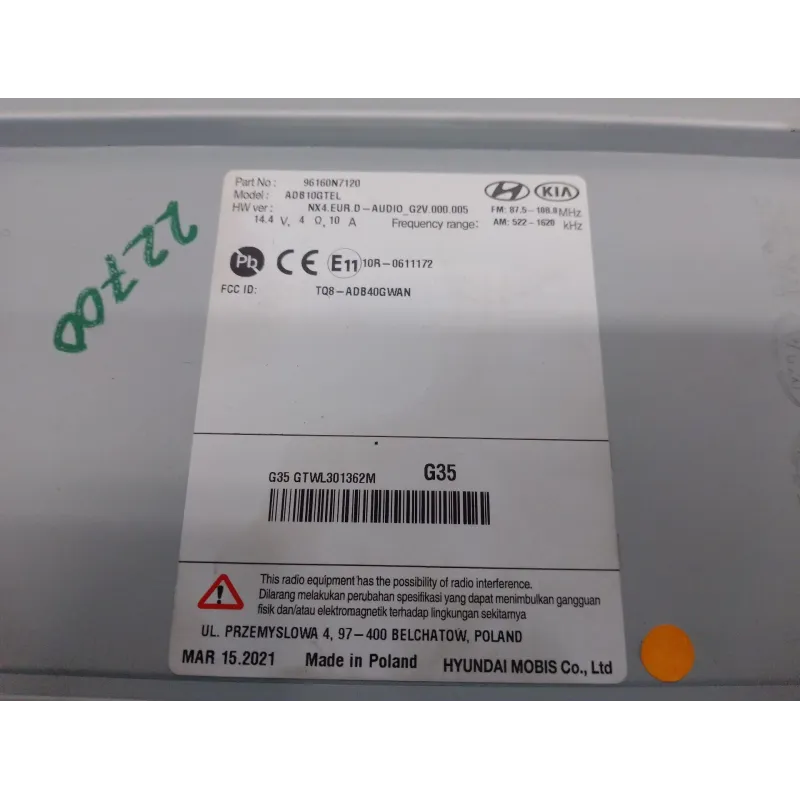 Part No: 96160N7120
Model: ADB10GTEL
HW ver: NX4.EUR.D-AUDIO_G2V.000.005
14.4 V, 4 Ω, 10 A
Frequency range:
KIA
FM: 87.5-108.0 MHz
AM: 522-1620 kHz
Pb CE E11 10R-0611172
FCC ID: TQ8-ADB40GWAN
22700
G35 GTWL301362M G35
This radio equipment has the possibility of radio interference.
Dilarang melakukan perubahan spesifikasi yang dapat menimbulkan gangguan
fisik dan/atau elektromagnetik terhadap lingkungan sekitarnya
UL. PRZEMYSLOWA 4, 97-400 BELCHATOW, POLAND
MAR 15.2021 Made in Poland HYUNDAI MOBIS Co., Ltd